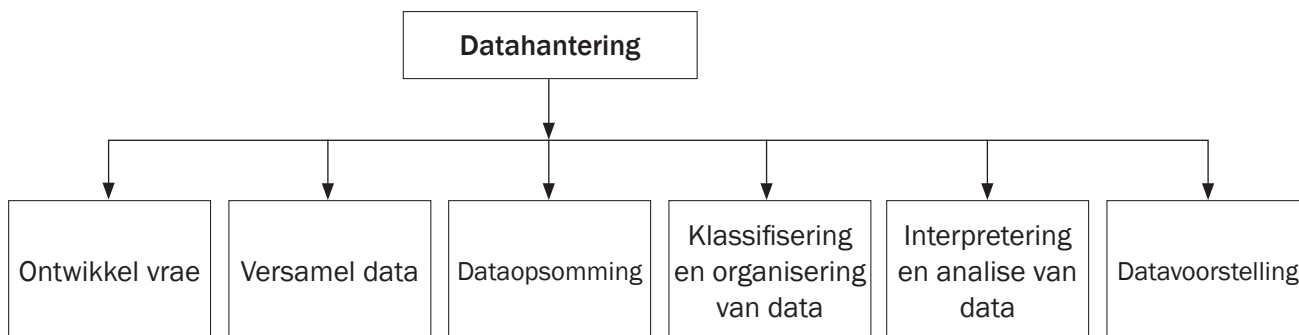 Datahantering
Ontwikkel vrae
Versamel data
Dataopsomming
Klassifisering
en organisering
van data
Interpretering
en analise van
data
Datavoorstelling